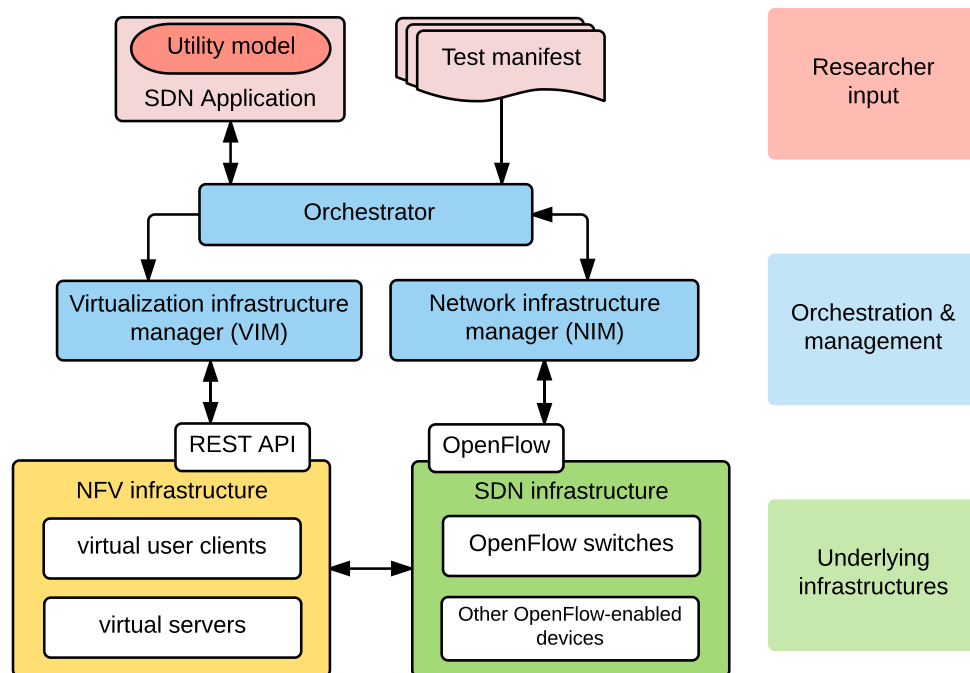 Utility model
SDN Application
Test manifest
Researcher
input
Orchestrator
Virtualization infrastructure
manager (VIM)
Network infrastructure
manager (NIM)
Orchestration &
management
REST API
OpenFlow
NFV infrastructure
virtual user clients
virtual servers
SDN infrastructure
OpenFlow switches
Other OpenFlow-enabled
devices
Underlying
infrastructures